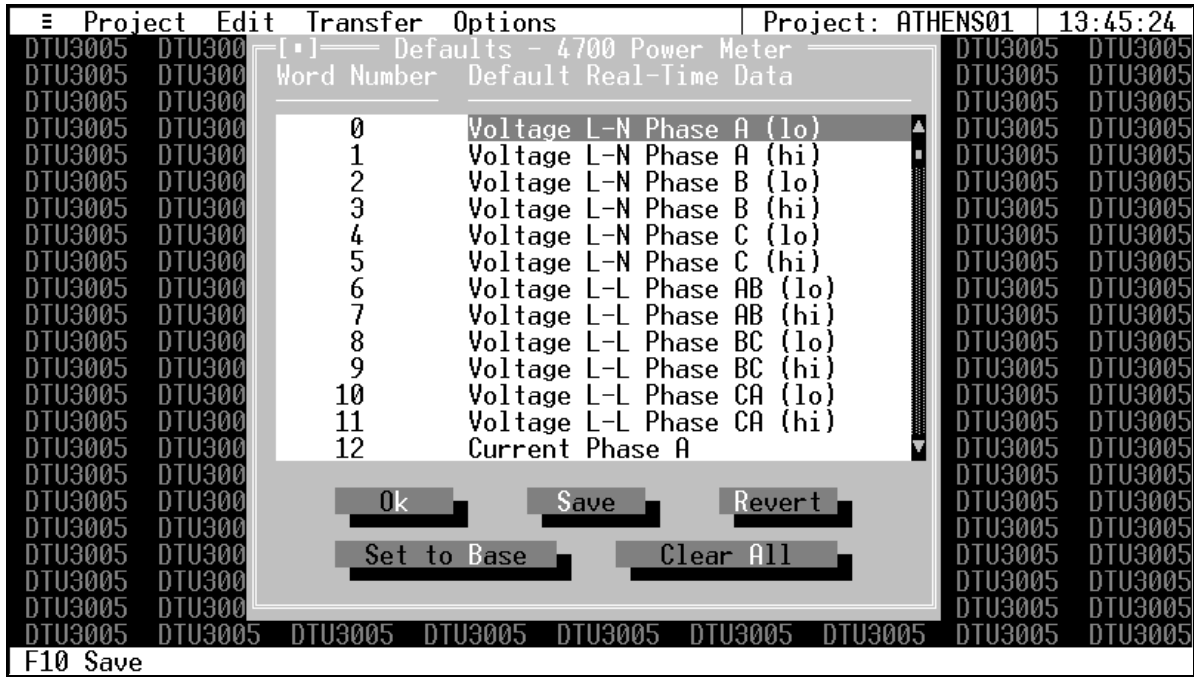 ≡ Project Edit Transfer Options Project: ATHENS01 13:45:24
DTU3005 DTU300 [▪] Defaults - 4700 Power Meter DTU3005 DTU3005
DTU3005 DTU300 Word Number Default Real-Time Data DTU3005 DTU3005
DTU3005 DTU300 DTU3005 DTU3005
DTU3005 DTU300 0 Voltage L-N Phase A (lo) DTU3005 DTU3005
DTU3005 DTU300 1 Voltage L-N Phase A (hi) DTU3005 DTU3005
DTU3005 DTU300 2 Voltage L-N Phase B (lo) DTU3005 DTU3005
DTU3005 DTU300 3 Voltage L-N Phase B (hi) DTU3005 DTU3005
DTU3005 DTU300 4 Voltage L-N Phase C (lo) DTU3005 DTU3005
DTU3005 DTU300 5 Voltage L-N Phase C (hi) DTU3005 DTU3005
DTU3005 DTU300 6 Voltage L-L Phase AB (lo) DTU3005 DTU3005
DTU3005 DTU300 7 Voltage L-L Phase AB (hi) DTU3005 DTU3005
DTU3005 DTU300 8 Voltage L-L Phase BC (lo) DTU3005 DTU3005
DTU3005 DTU300 9 Voltage L-L Phase BC (hi) DTU3005 DTU3005
DTU3005 DTU300 10 Voltage L-L Phase CA (lo) DTU3005 DTU3005
DTU3005 DTU300 11 Voltage L-L Phase CA (hi) DTU3005 DTU3005
DTU3005 DTU300 12 Current Phase A DTU3005 DTU3005
DTU3005 DTU300 DTU3005 DTU3005
DTU3005 DTU300 Ok Save Revert DTU3005 DTU3005
DTU3005 DTU300 DTU3005 DTU3005
DTU3005 DTU300 Set to Base Clear All DTU3005 DTU3005
DTU3005 DTU300 DTU3005 DTU3005
DTU3005 DTU300 DTU3005 DTU3005
DTU3005 DTU3005 DTU3005 DTU3005 DTU3005 DTU3005 DTU3005 DTU3005 DTU3005
F10 Save